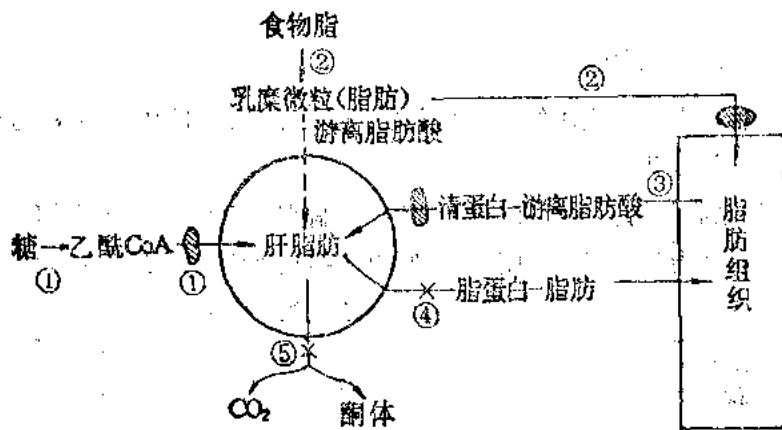 食物脂
②
②
乳糜微粒(脂肪)
游离脂肪酸
③
清蛋白-游离脂肪酸
糖
乙酰CoA
肝脂肪
脂肪组织
①
①
④
脂蛋白-脂肪
⑤
CO₂
酮体